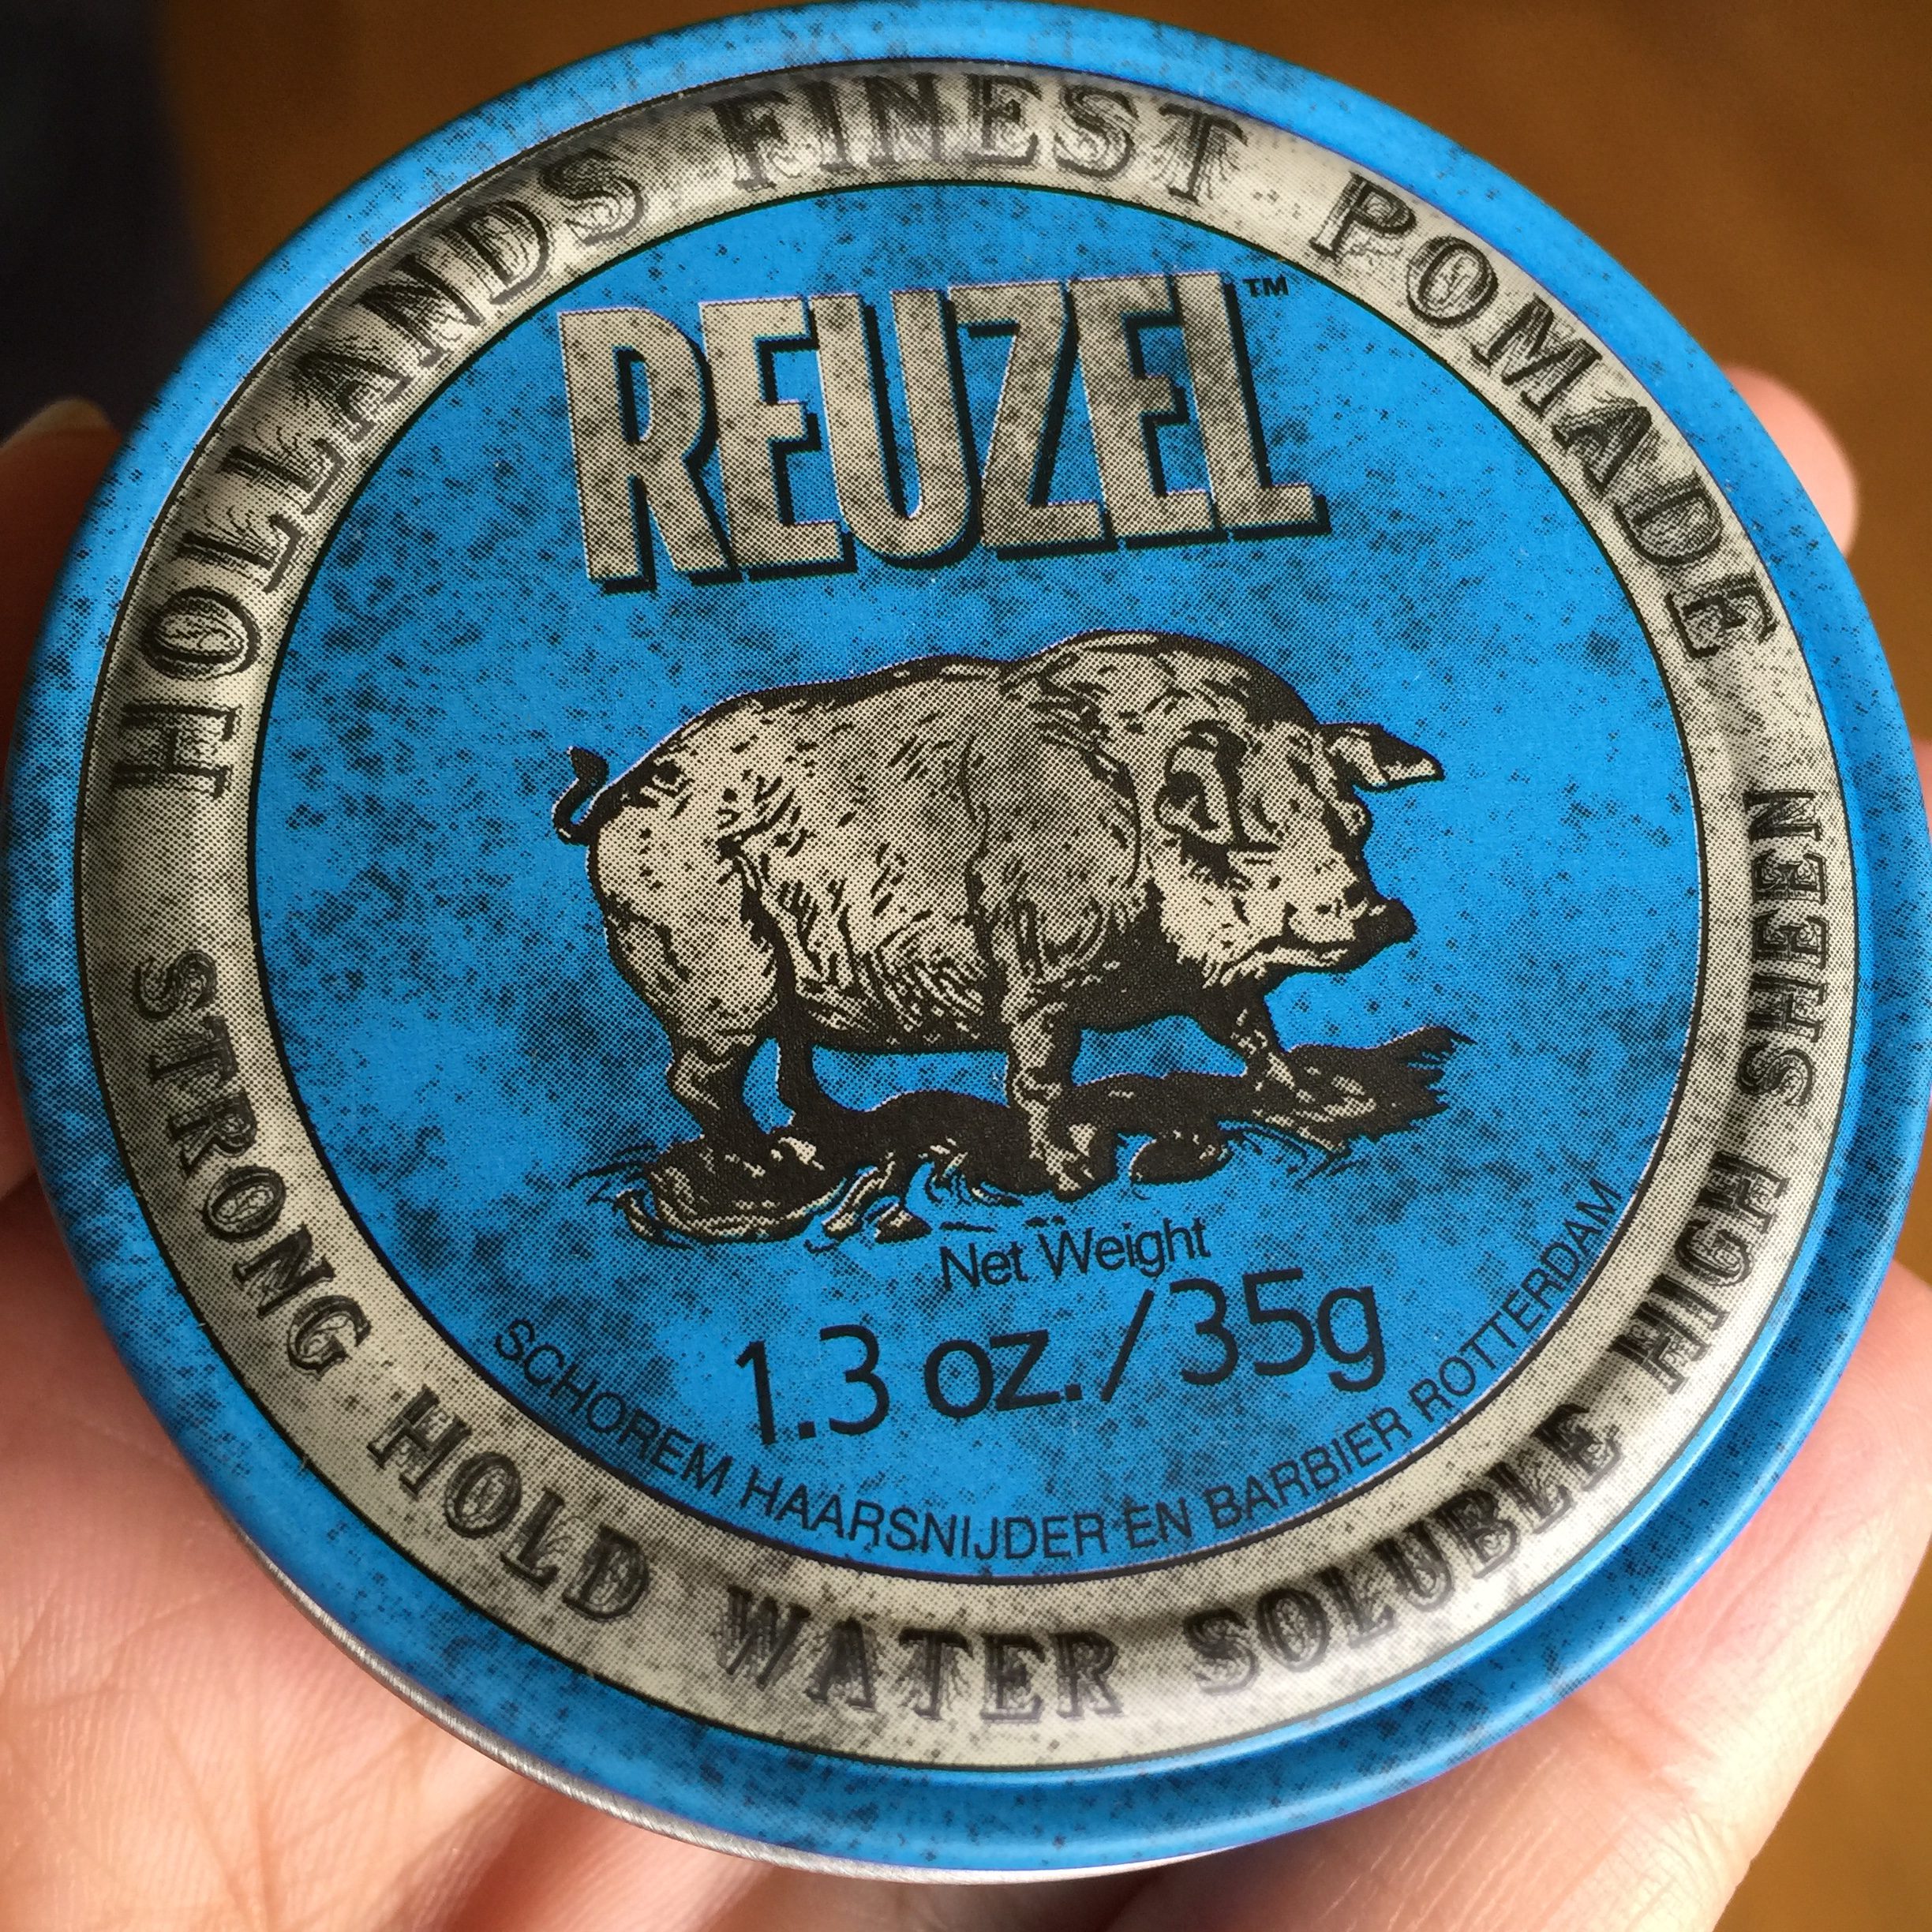 HOLLANDS FINEST POMADE
REUZEL™
Net Weight
1.3 oz./35g
SCHOREM HAARSNIJDER EN BARBIER ROTTERDAM
STRONG HOLD WATER SOLUBLE HIGH SHEEN